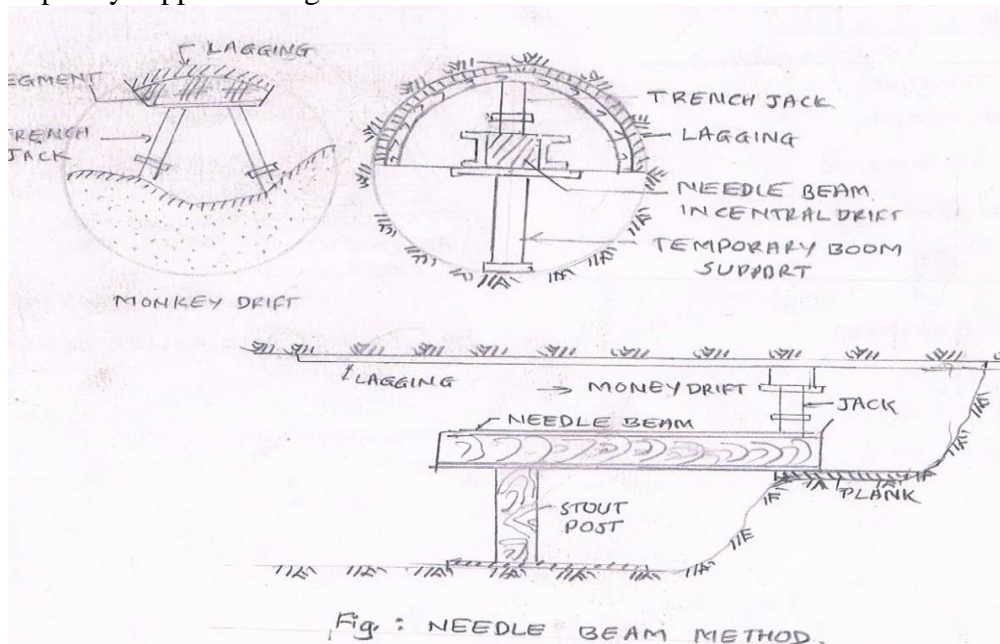 LAGGING
EGMENT
TRENCH
JACK
MONKEY DRIFT
TRENCH JACK
LAGGING
NEEDLE BEAM
IN CENTRAL DRIFT
TEMPORARY BOOM
SUPPORT
LAGGING
MONEY DRIFT
JACK
NEEDLE BEAM
PLANK
STOUT
POST
Fig : NEEDLE BEAM METHOD.